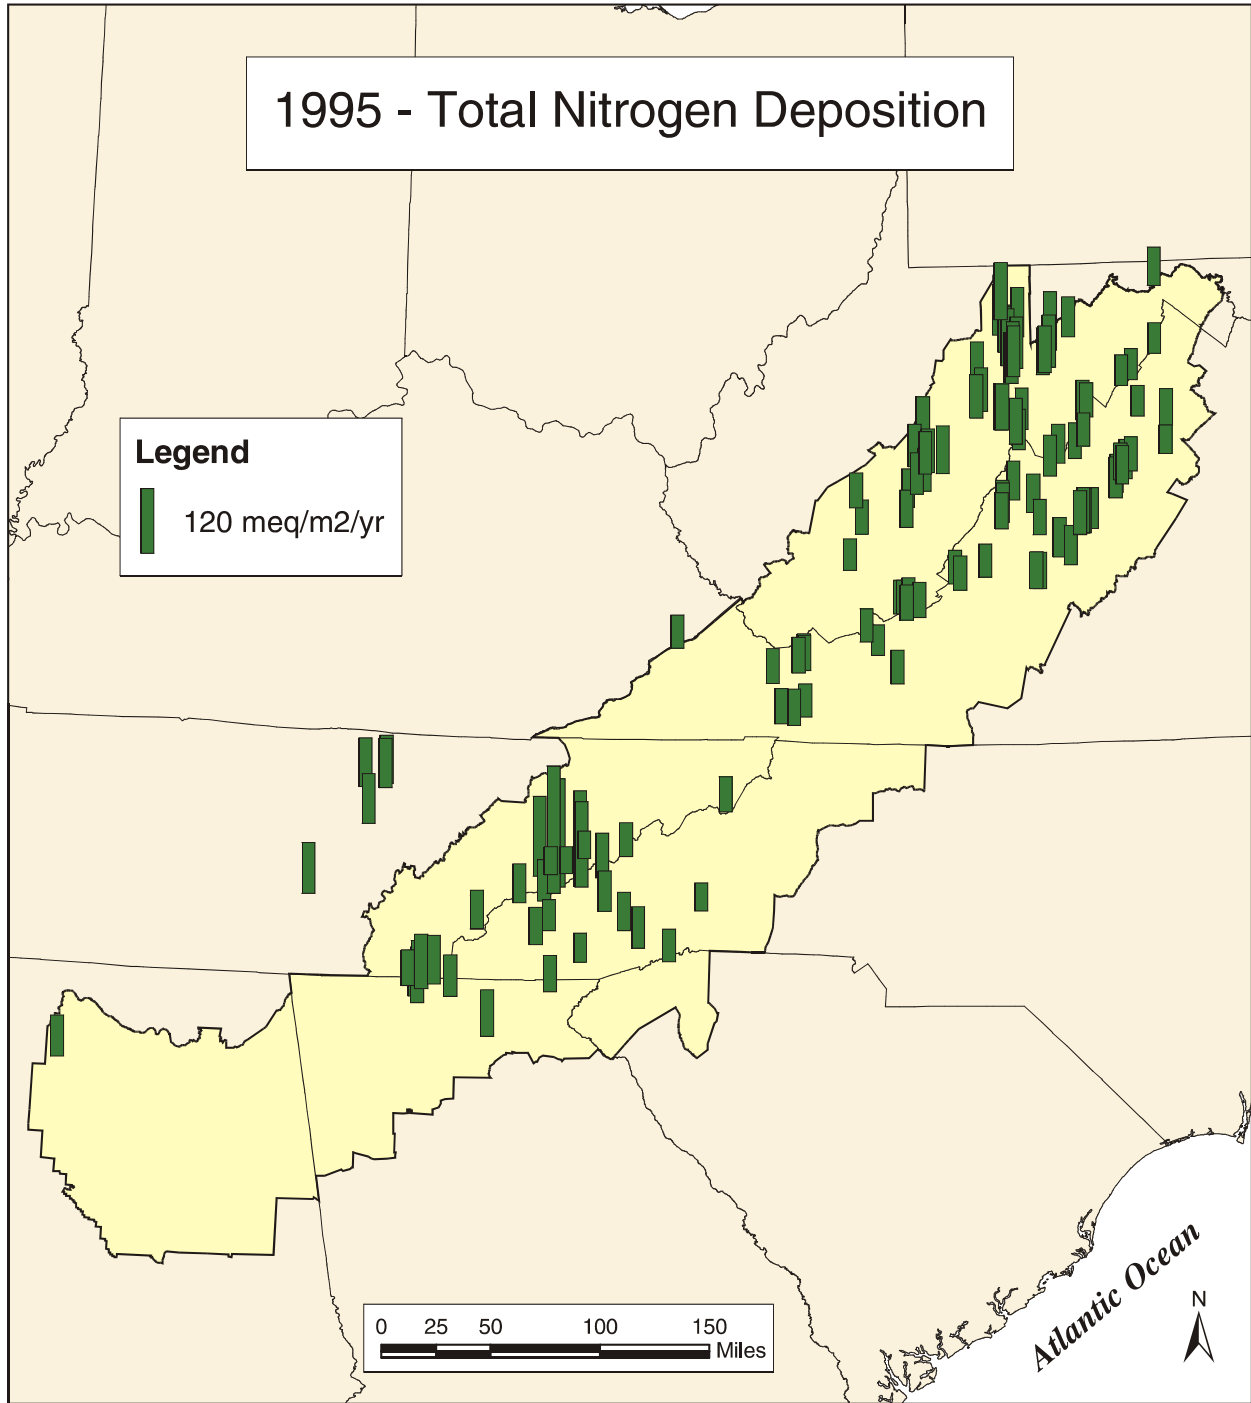 1995 - Total Nitrogen Deposition
Legend
120 meq/m2/yr
0 25 50 100 150
Miles
Atlantic Ocean
N